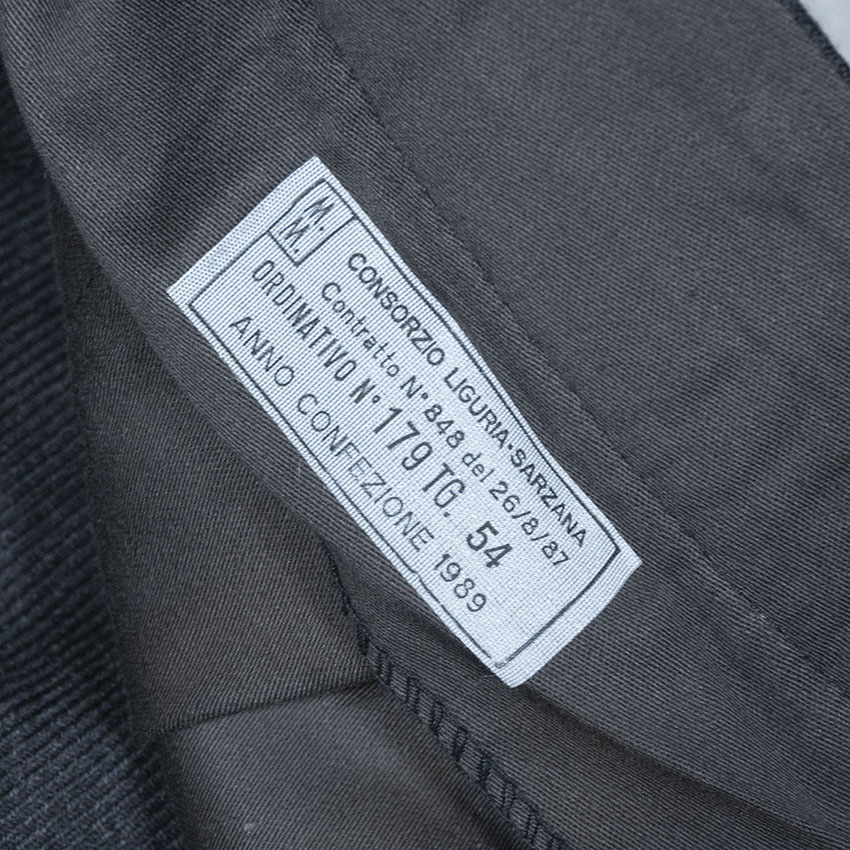 M.
M.
CONSORZIO LIGURIA-SARZANA
Contratto N° 848 del 26/8/87
ORDINATIVO N° 179 TG. 54
ANNO CONFEZIONE 1989